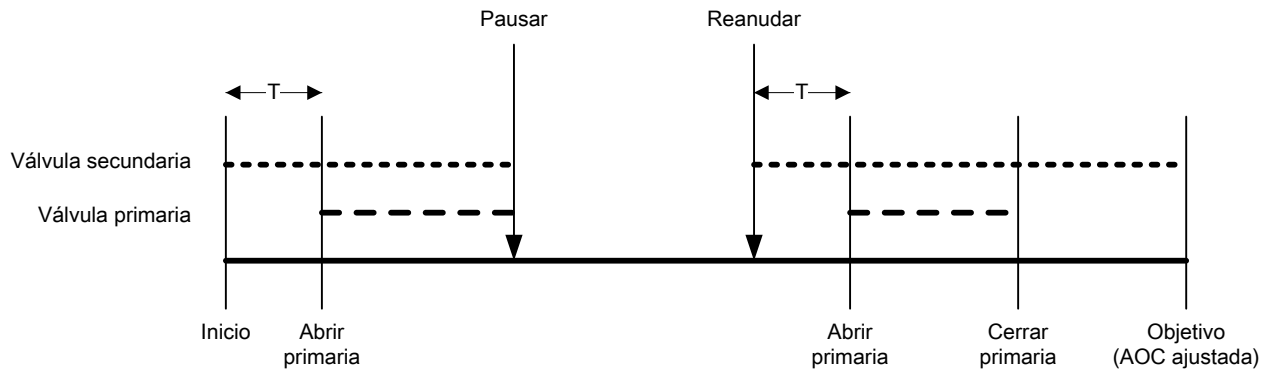 Pausar
Reanudar
T
T
Válvula secundaria
Válvula primaria
Inicio
Abrir
primaria
Abrir
primaria
Cerrar
primaria
Objetivo
(AOC ajustada)